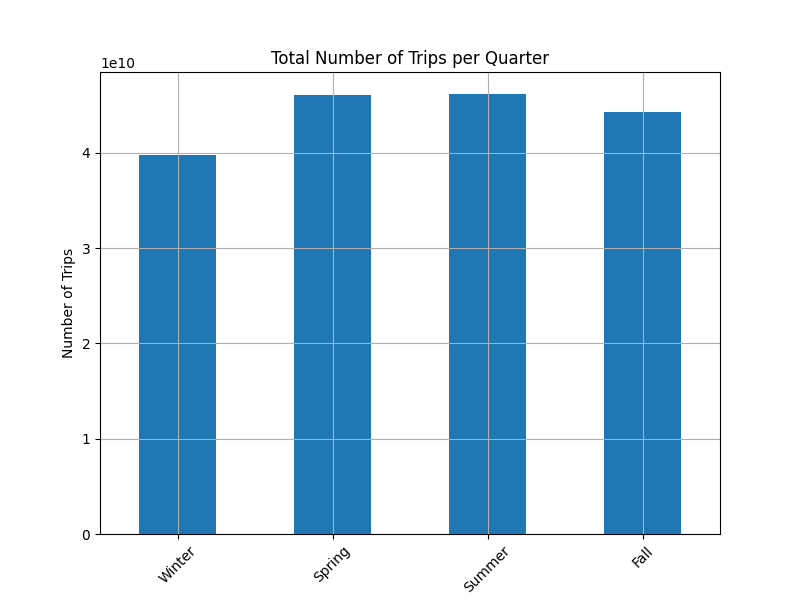 Total Number of Trips per Quarter
1e10
4
3
2
1
0
Number of Trips
Winter
Spring
Summer
Fall